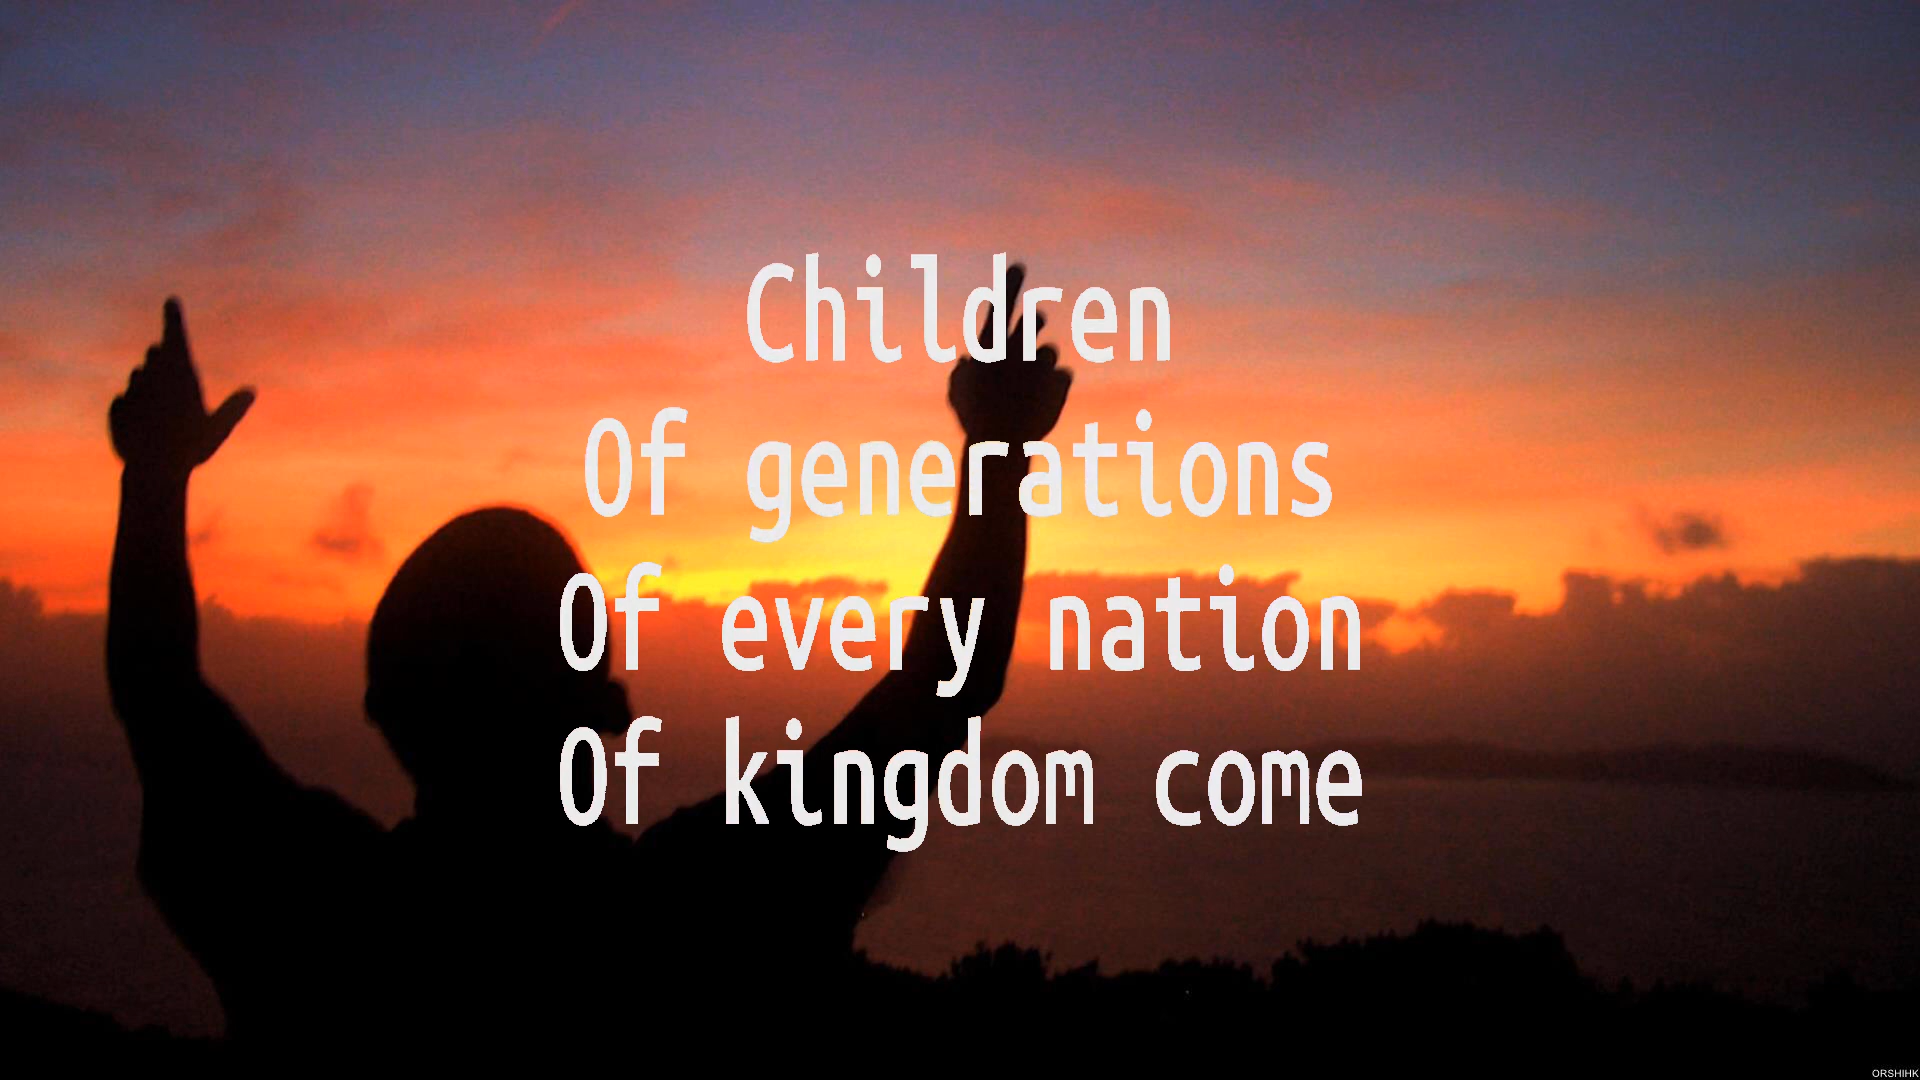 Children
Of generations
Of every nation
Of kingdom come
ORSHIHK